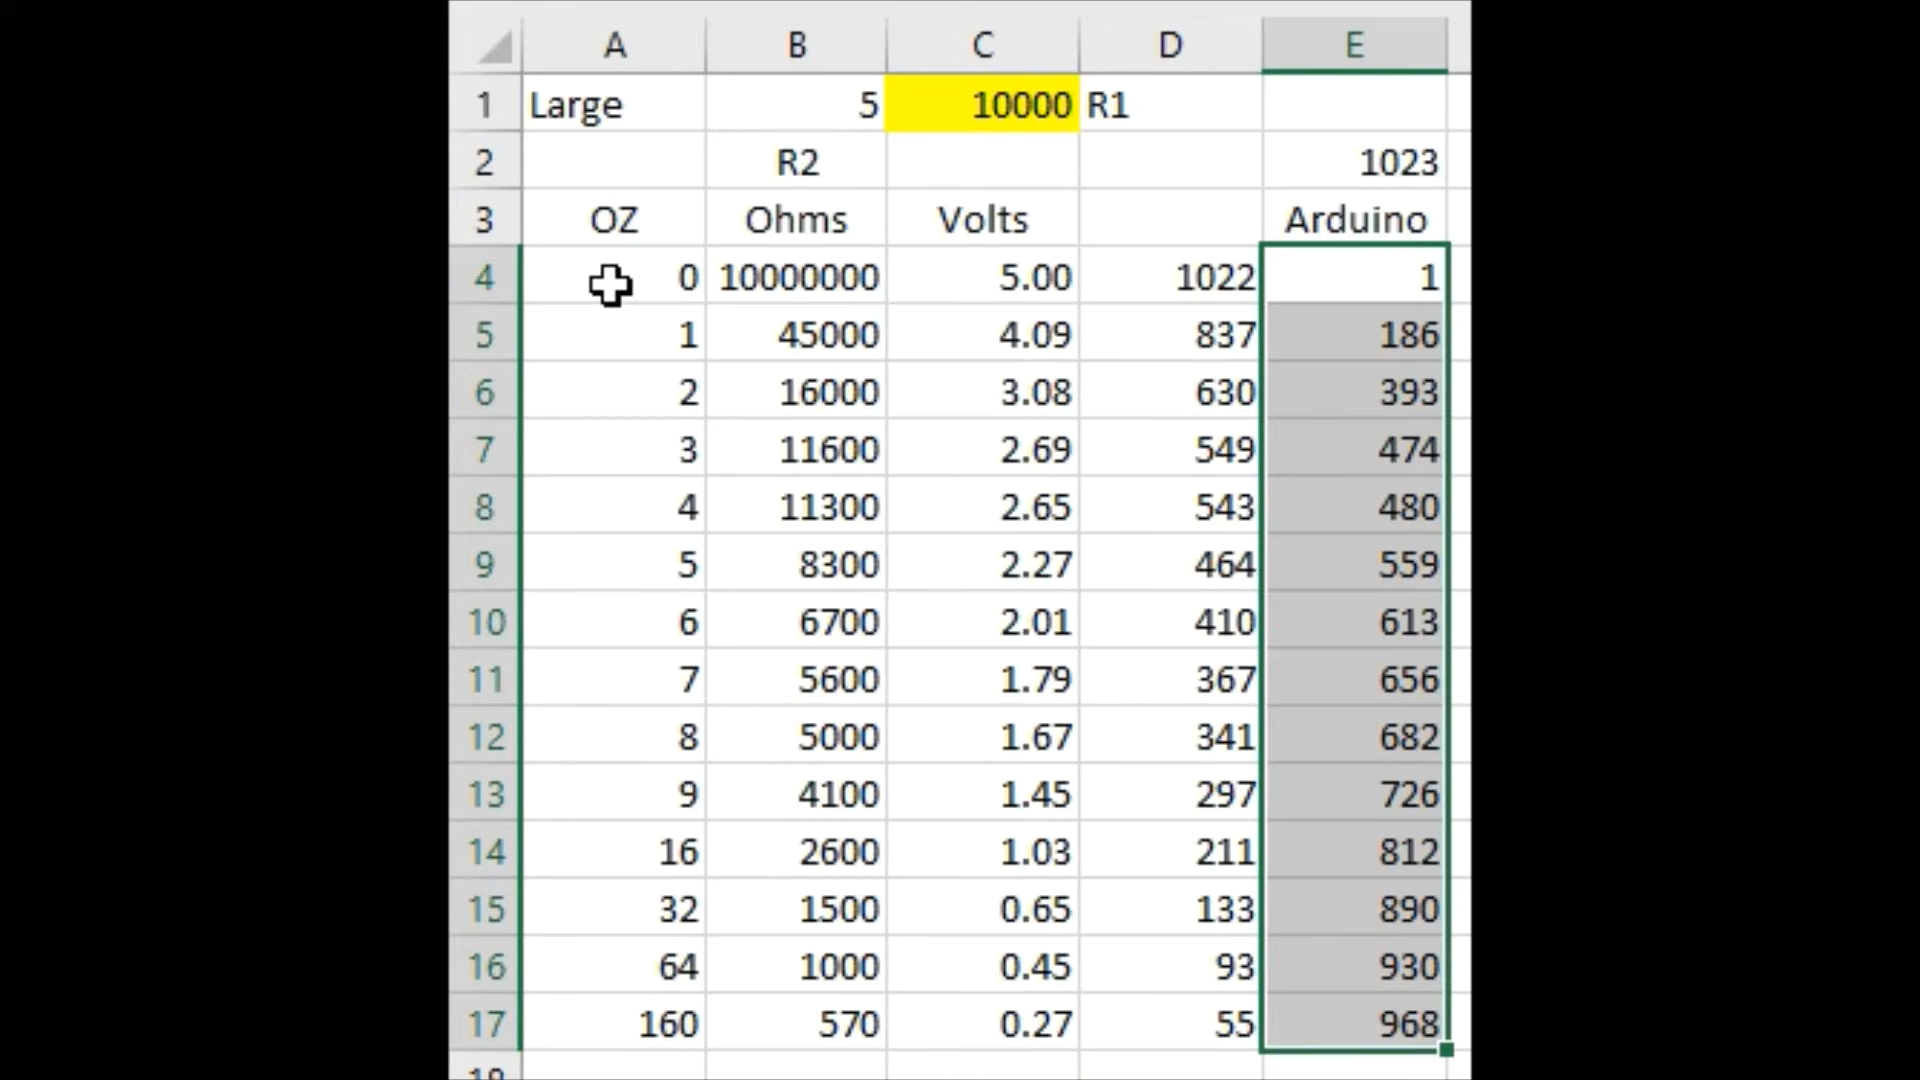 A B C D E
1 Large 5 10000 R1
2 R2 1023
3 OZ Ohms Volts Arduino
4 0 10000000 5.00 1022 1
5 1 45000 4.09 837 186
6 2 16000 3.08 630 393
7 3 11600 2.69 549 474
8 4 11300 2.65 543 480
9 5 8300 2.27 464 559
10 6 6700 2.01 410 613
11 7 5600 1.79 367 656
12 8 5000 1.67 341 682
13 9 4100 1.45 297 726
14 16 2600 1.03 211 812
15 32 1500 0.65 133 890
16 64 1000 0.45 93 930
17 160 570 0.27 55 968
18